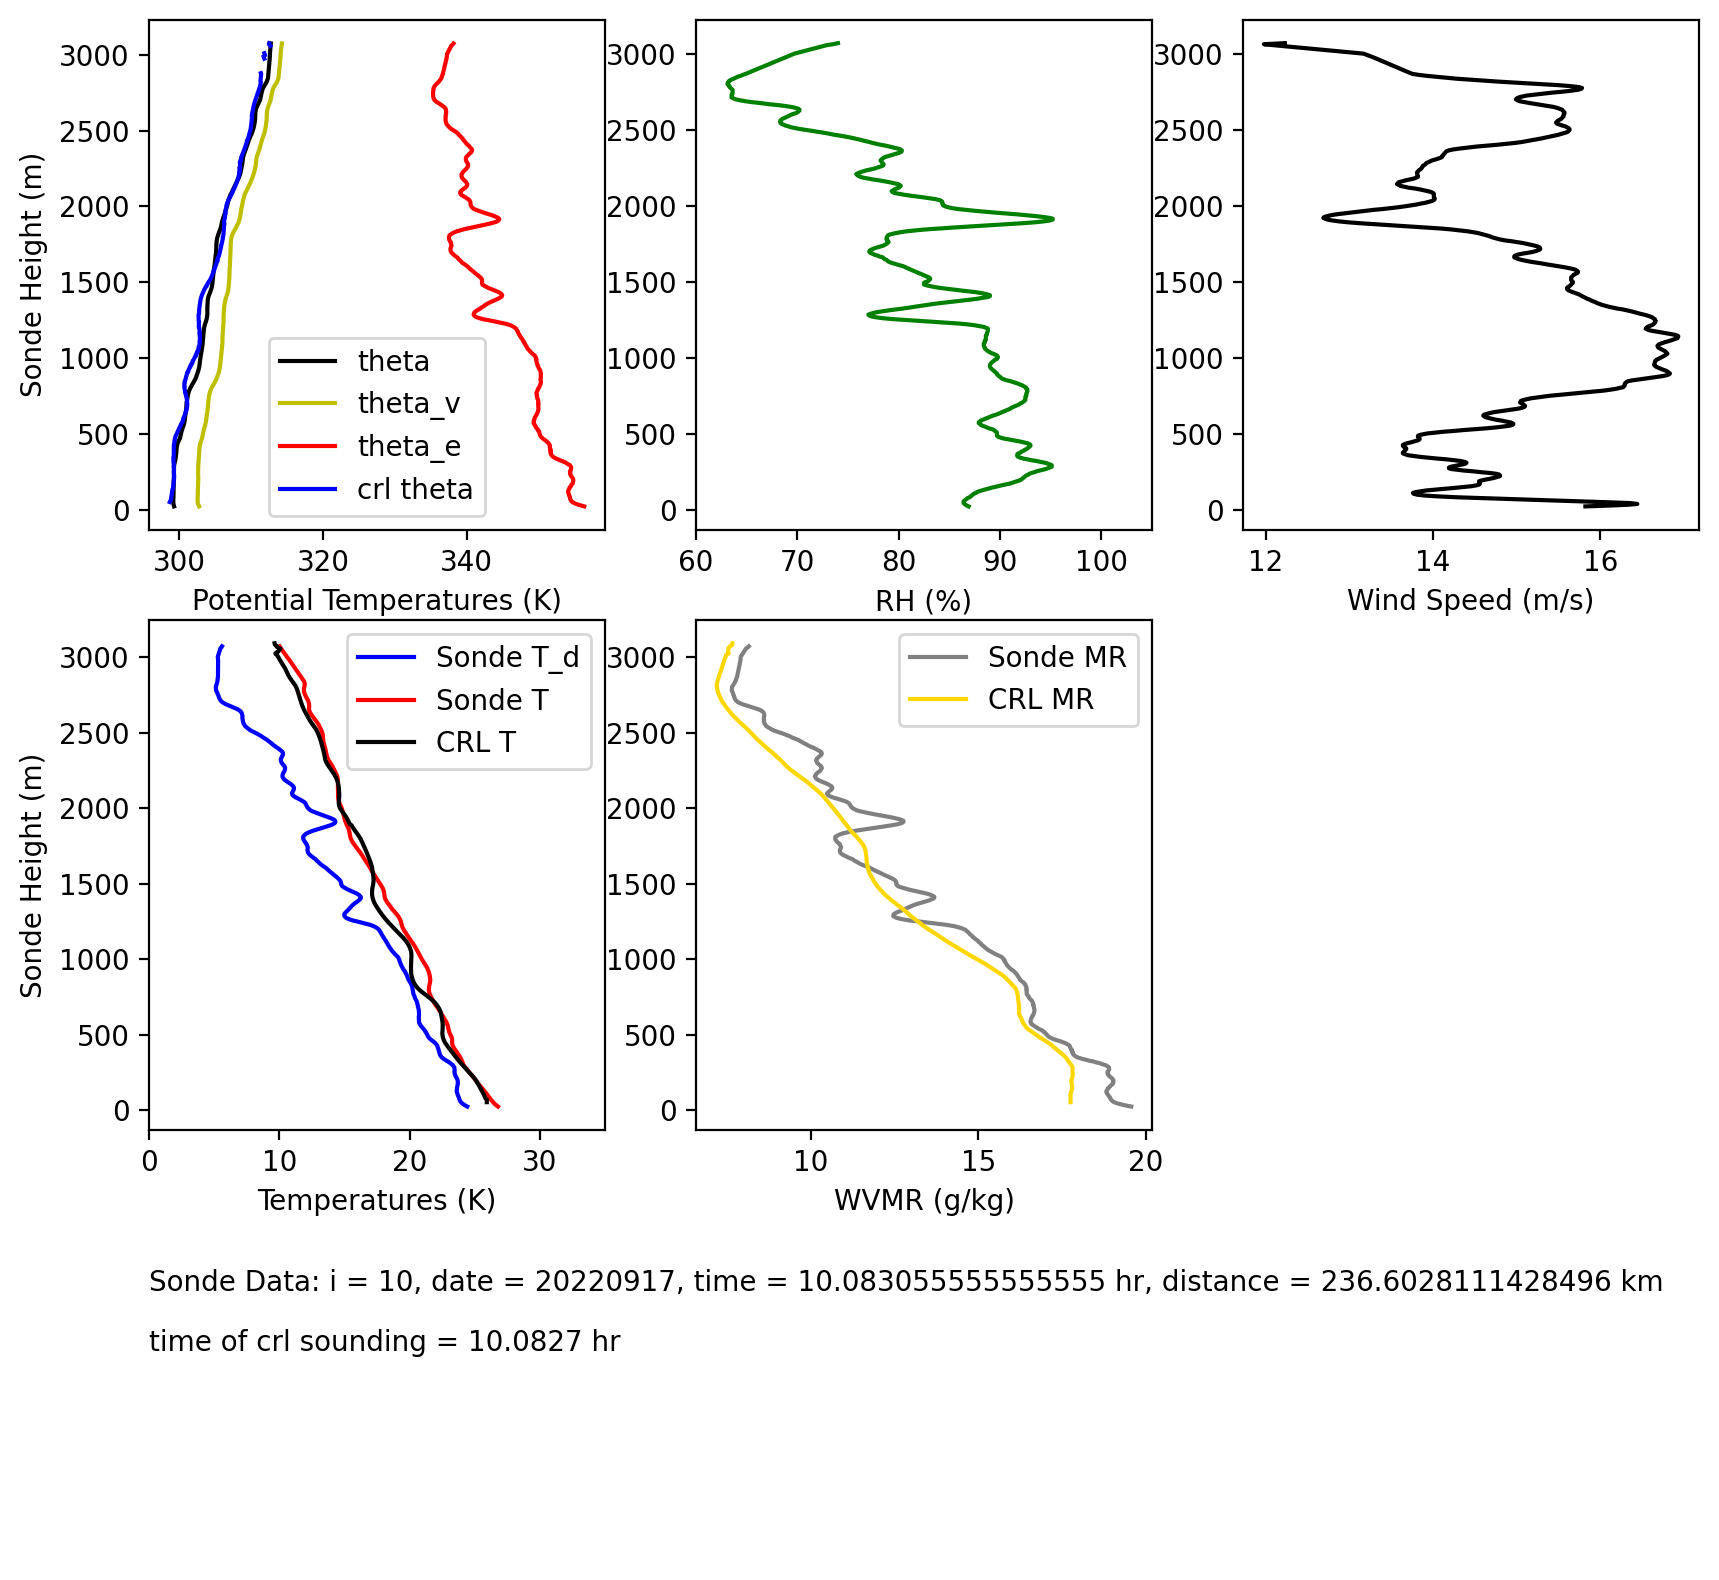 3000
2500
2000
1500
1000
500
0
Sonde Height (m)
theta
theta_v
theta_e
crl theta
300 320 340
Potential Temperatures (K)
3000
2500
2000
1500
1000
500
0
60 70 80 90 100
RH (%)
3000
2500
2000
1500
1000
500
0
12 14 16
Wind Speed (m/s)
3000
2500
2000
1500
1000
500
0
Sonde Height (m)
Sonde T_d
Sonde T
CRL T
0 10 20 30
Temperatures (K)
3000
2500
2000
1500
1000
500
0
Sonde MR
CRL MR
10 15 20
WVMR (g/kg)
Sonde Data: i = 10, date = 20220917, time = 10.083055555555555 hr, distance = 236.6028111428496 km
time of crl sounding = 10.0827 hr